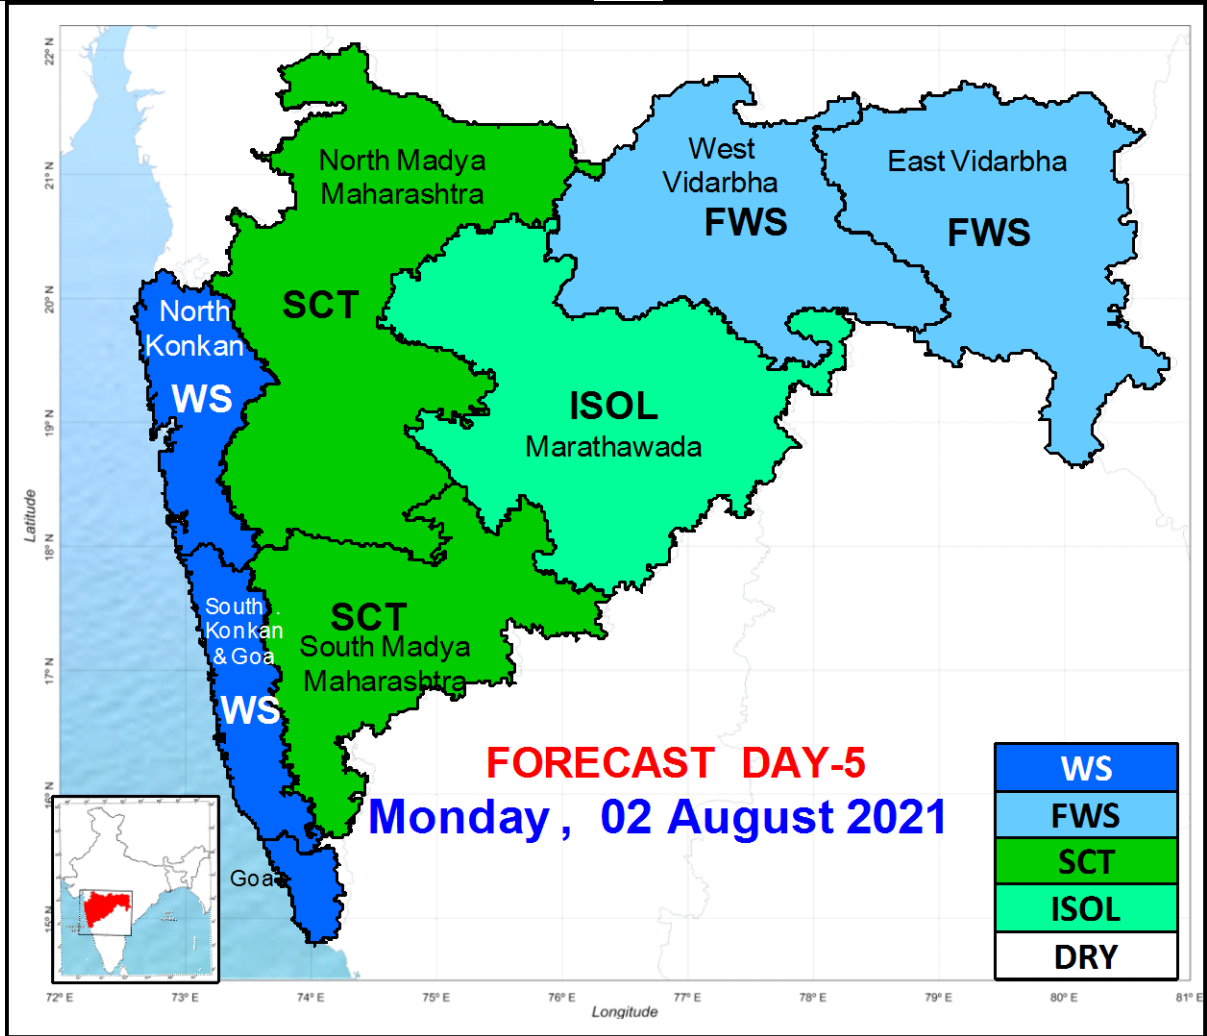 22° N
21° N
20° N
19° N
18° N
17° N
16° N
15° N
Latitude
North Madya
Maharashtra
SCT
West
Vidarbha
FWS
East Vidarbha
FWS
North
Konkan
WS
ISOL
Marathawada
South
Konkan
& Goa
WS
SCT
South Madya
Maharashtra
Goa
FORECAST DAY-5
Monday , 02 August 2021
WS
FWS
SCT
ISOL
DRY
72° E
73° E
74° E
75° E
76° E
77° E
78° E
79° E
80° E
81° E
Longitude